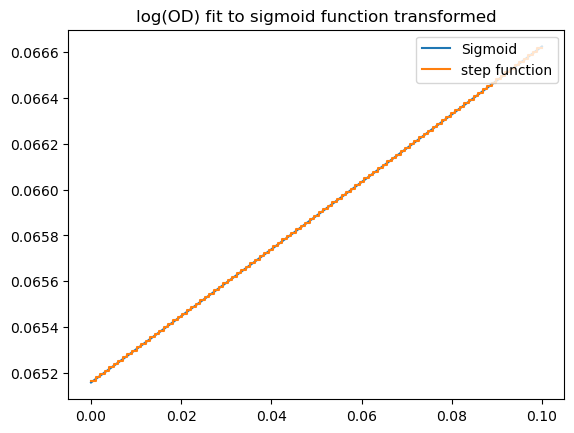 log(OD) fit to sigmoid function transformed
Sigmoid
step function
0.0666
0.0664
0.0662
0.0660
0.0658
0.0656
0.0654
0.0652
0.00 0.02 0.04 0.06 0.08 0.10